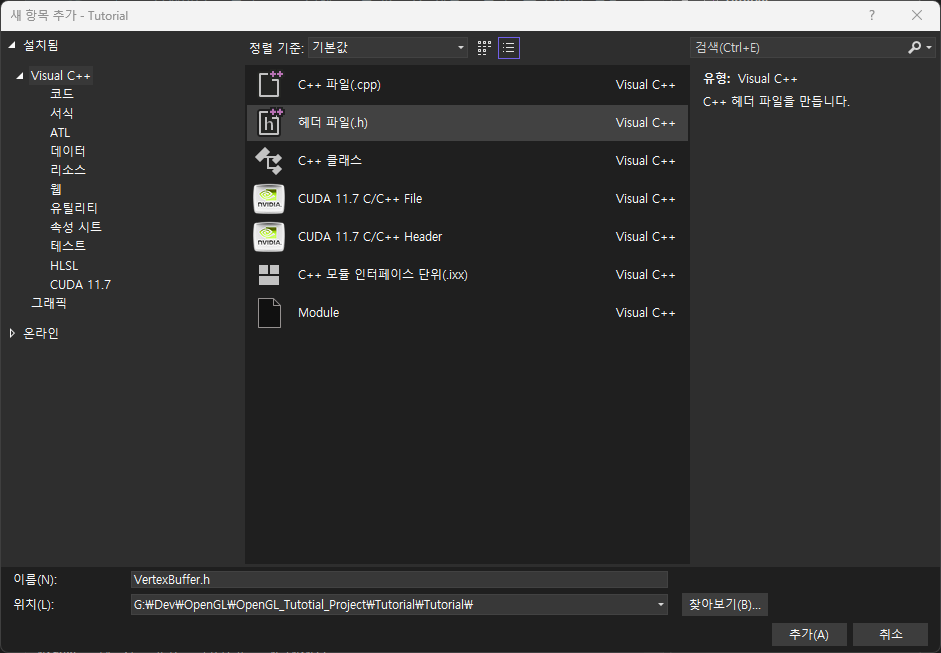 새 항목 추가 - Tutorial
?
설치됨
Visual C++
코드
서식
ATL
데이터
리소스
웹
유틸리티
속성 시트
테스트
HLSL
CUDA 11.7
그래픽
온라인
정렬 기준: 기본값
C++ 파일(.cpp) Visual C++
헤더 파일(.h) Visual C++
C++ 클래스 Visual C++
NVIDIA. CUDA 11.7 C/C++ File Visual C++
NVIDIA. CUDA 11.7 C/C++ Header Visual C++
C++ 모듈 인터페이스 단위(.ixx) Visual C++
Module Visual C++
검색(Ctrl+E)
유형: Visual C++
C++ 헤더 파일을 만듭니다.
이름(N): VertexBuffer.h
위치(L): G:₩Dev₩OpenGL₩OpenGL_Tutotial_Project₩Tutorial₩Tutorial₩ 찾아보기(B)...
추가(A) 취소